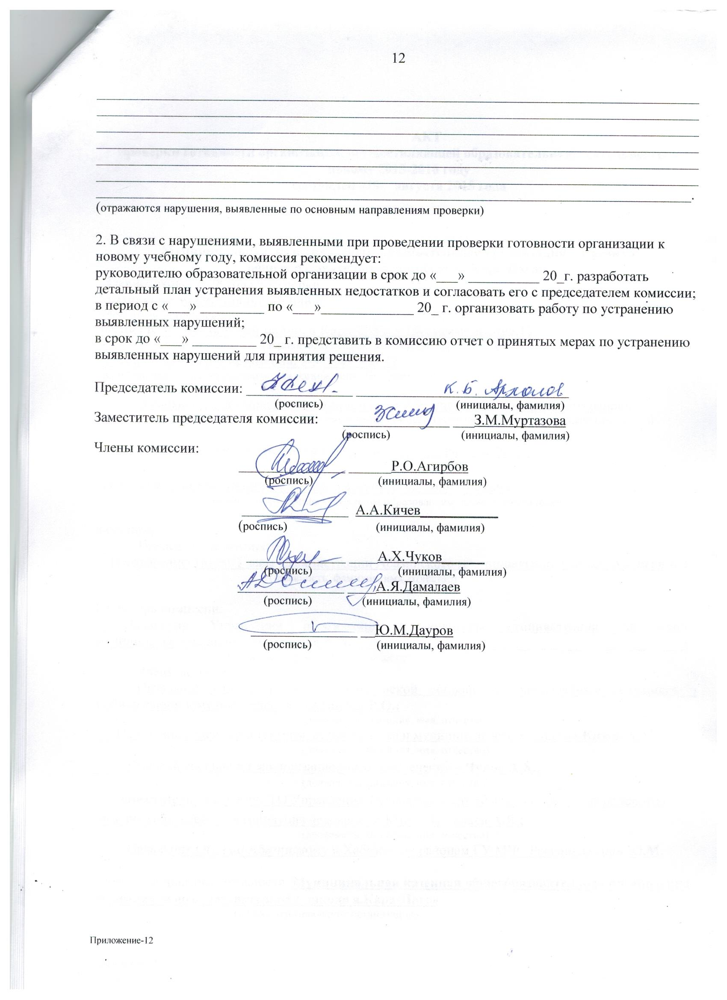 12
(отражаются нарушения, выявленные по основным направлениям проверки)
2. В связи с нарушениями, выявленными при проведении проверки готовности организации к
новому учебному году, комиссия рекомендует:
руководителю образовательной организации в срок до «___» __________ 20_г. разработать
детальный план устранения выявленных недостатков и согласовать его с председателем комиссии;
в период с «___» _________ по «___»_____________ 20_ г. организовать работу по устранению
выявленных нарушений;
в срок до «___» _________ 20_ г. представить в комиссию отчет о принятых мерах по устранению
выявленных нарушений для принятия решения.
Председатель комиссии: К.Б.
(роспись) (инициалы, фамилия)
Заместитель председателя комиссии: З.М.Муртазова
(роспись) (инициалы, фамилия)
Члены комиссии:
Р.О.Агирбов
(роспись) (инициалы, фамилия)
А.А.Кичев
(роспись) (инициалы, фамилия)
А.Х.Чуков
(роспись) (инициалы, фамилия)
А.Я.Дамалаев
(роспись) (инициалы, фамилия)
Ю.М.Дауров
(роспись) (инициалы, фамилия)
Приложение-12